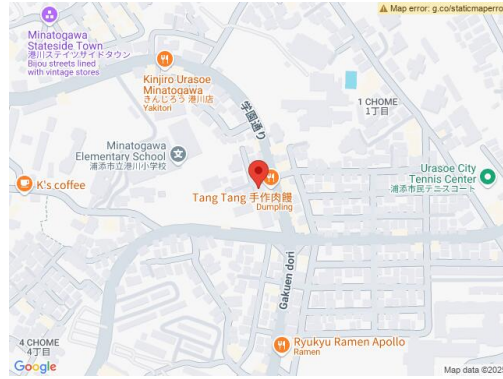 Map error: g.co/staticmaperro
Minatogawa
Stateside Town
港川ステイツサイドタウン
Bijou streets lined
with vintage stores
Kinjiro Urasoe
Minatogawa
きんじろう 港川店
Yakitori
学園通り
1 CHOME
1丁目
Minatogawa
Elementary School
浦添市立港川小学校
Urasoe City
Tennis Center
浦添市民テニスコート
K's coffee
Tang Tang 手作肉饅
Dumpling
Gakuen dori
Ryukyu Ramen Apollo
Ramen
4 CHOME
4丁目
Google
Map data ©202